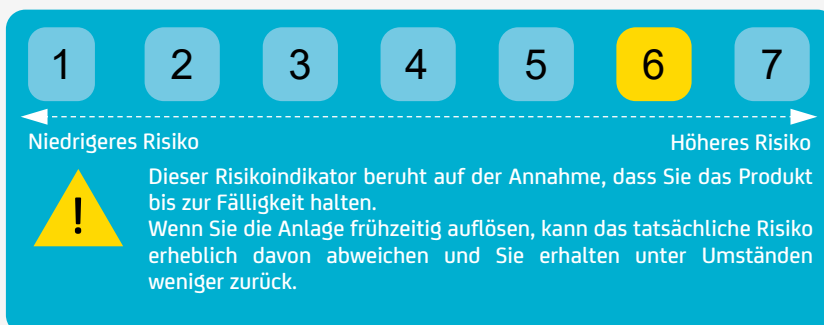 1 2 3 4 5 6 7
Niedrigeres Risiko Höheres Risiko
Dieser Risikoindikator beruht auf der Annahme, dass Sie das Produkt
bis zur Fälligkeit halten.
Wenn Sie die Anlage frühzeitig auflösen, kann das tatsächliche Risiko
erheblich davon abweichen und Sie erhalten unter Umständen
weniger zurück.
!